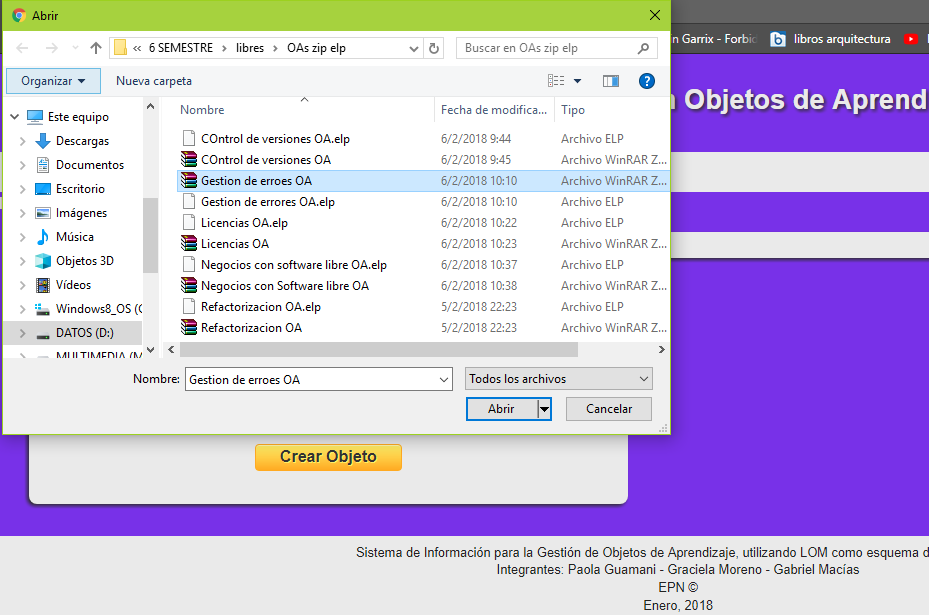 Abrir
« 6 SEMESTRE › libres › OAs zip elp
Buscar en OAs zip elp
n Garrix - Forbid
libros arquitectura
Organizar
Nueva carpeta
Objetos de Aprend
Este equipo
Descargas
Documentos
Escritorio
Imágenes
Música
Objetos 3D
Vídeos
Windows8_OS (C
DATOS (D:)
MULTIMEDIA (M
Nombre Fecha de modifica... Tipo
COntrol de versiones OA.elp 6/2/2018 9:44 Archivo ELP
COntrol de versiones OA 6/2/2018 9:45 Archivo WinRAR Z...
Gestion de erroes OA 6/2/2018 10:10 Archivo WinRAR Z...
Gestion de errores OA.elp 6/2/2018 10:10 Archivo ELP
Licencias OA.elp 6/2/2018 10:22 Archivo ELP
Licencias OA 6/2/2018 10:23 Archivo WinRAR Z...
Negocios con software libre OA.elp 6/2/2018 10:37 Archivo ELP
Negocios con Software libre OA 6/2/2018 10:38 Archivo WinRAR Z...
Refactorizacion OA.elp 5/2/2018 22:23 Archivo ELP
Refactorizacion OA 5/2/2018 22:23 Archivo WinRAR Z...
Nombre: Gestion de erroes OA
Todos los archivos
Abrir
Cancelar
Crear Objeto
Sistema de Información para la Gestión de Objetos de Aprendizaje, utilizando LOM como esquema d
Integrantes: Paola Guamani - Graciela Moreno - Gabriel Macías
EPN ©
Enero, 2018